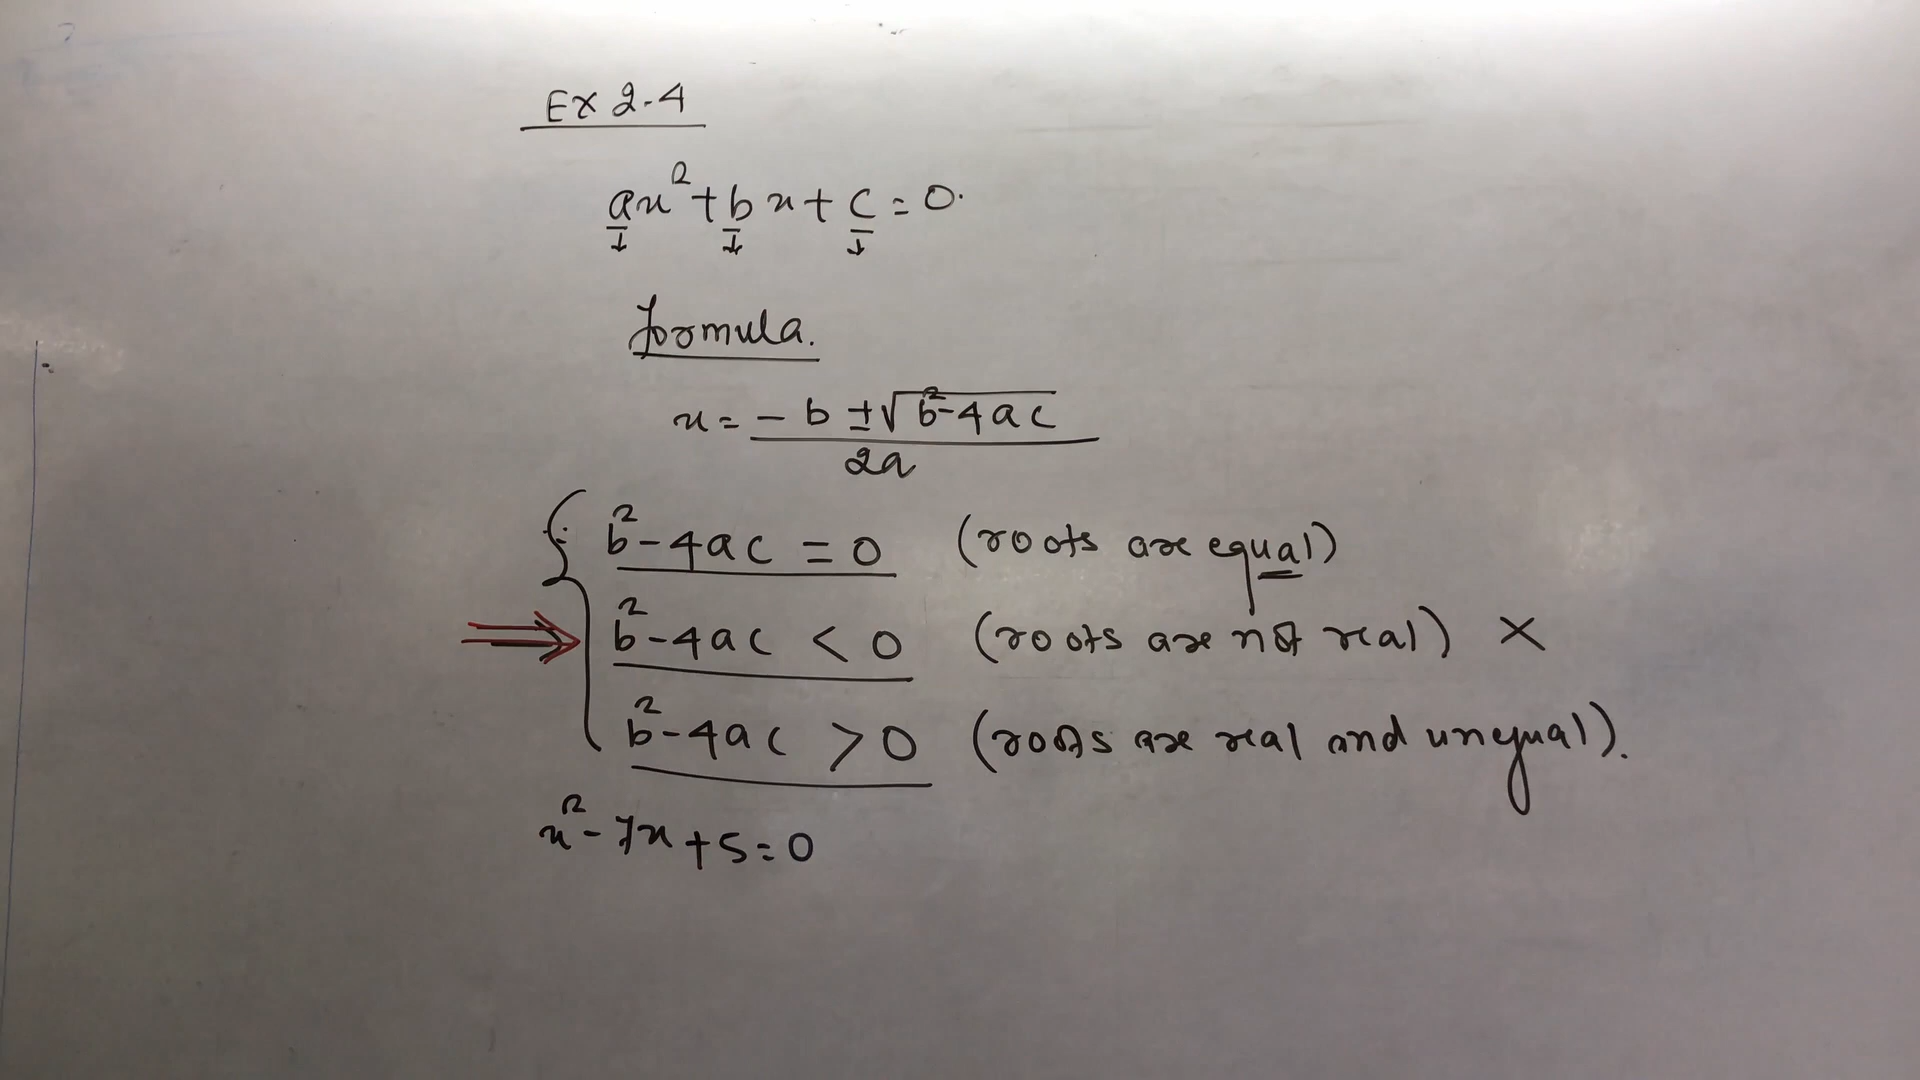 Ex 2.4
ax² + bx + c = 0.
formula.
x = -b ± √b²-4ac
2a
b²-4ac = 0 (roots are equal)
⇒ b²-4ac < 0 (roots are not real) ×
b²-4ac > 0 (roots are real and unequal).
x² - 7x + 5 = 0